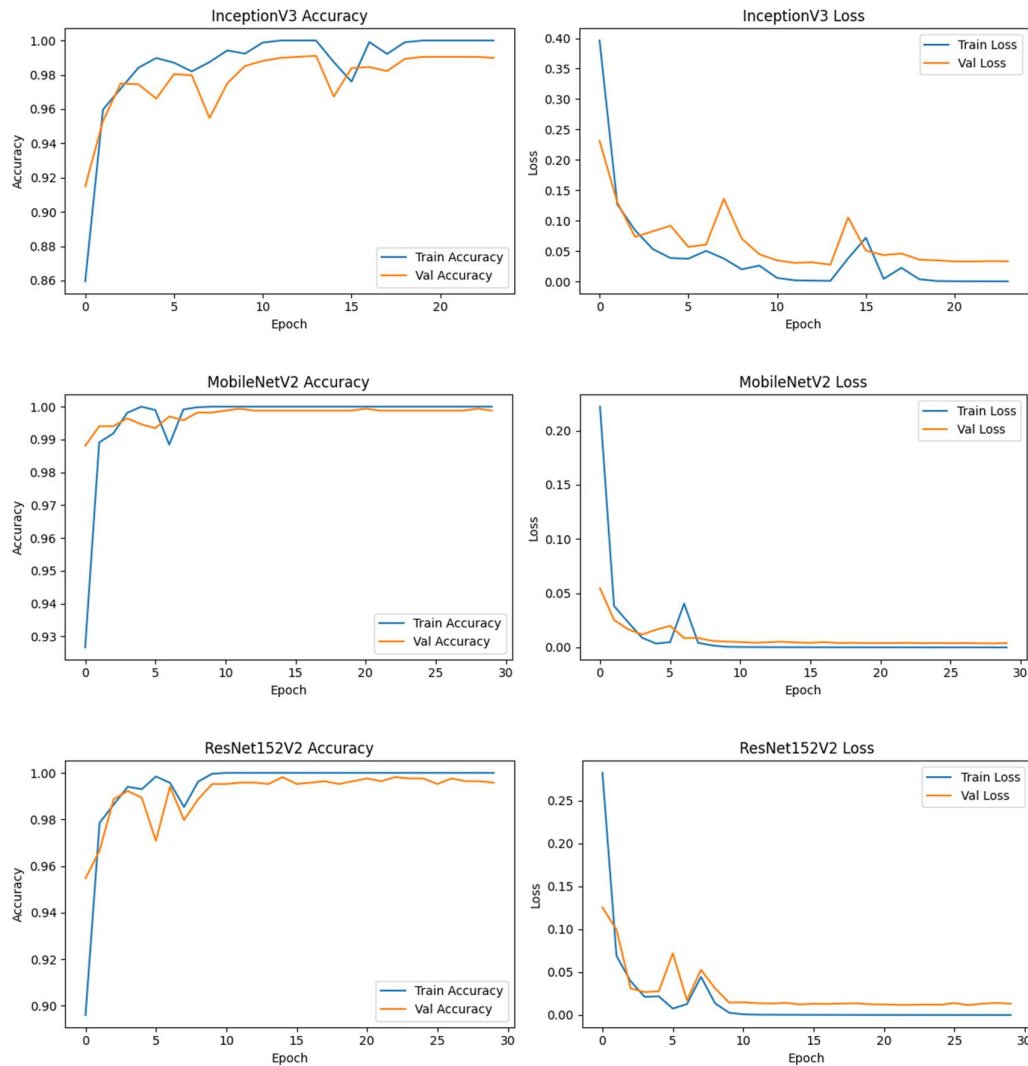 InceptionV3 Accuracy
1.00
0.98
0.96
0.94
0.92
0.90
0.88
0.86
Accuracy
Train Accuracy
Val Accuracy
0 5 10 15 20
Epoch
InceptionV3 Loss
0.40
0.35
0.30
0.25
0.20
0.15
0.10
0.05
0.00
Loss
Train Loss
Val Loss
0 5 10 15 20
Epoch
MobileNetV2 Accuracy
1.00
0.99
0.98
0.97
0.96
0.95
0.94
0.93
Accuracy
Train Accuracy
Val Accuracy
0 5 10 15 20 25 30
Epoch
MobileNetV2 Loss
0.20
0.15
0.10
0.05
0.00
Loss
Train Loss
Val Loss
0 5 10 15 20 25 30
Epoch
ResNet152V2 Accuracy
1.00
0.98
0.96
0.94
0.92
0.90
Accuracy
Train Accuracy
Val Accuracy
0 5 10 15 20 25 30
Epoch
ResNet152V2 Loss
0.25
0.20
0.15
0.10
0.05
0.00
Loss
Train Loss
Val Loss
0 5 10 15 20 25 30
Epoch